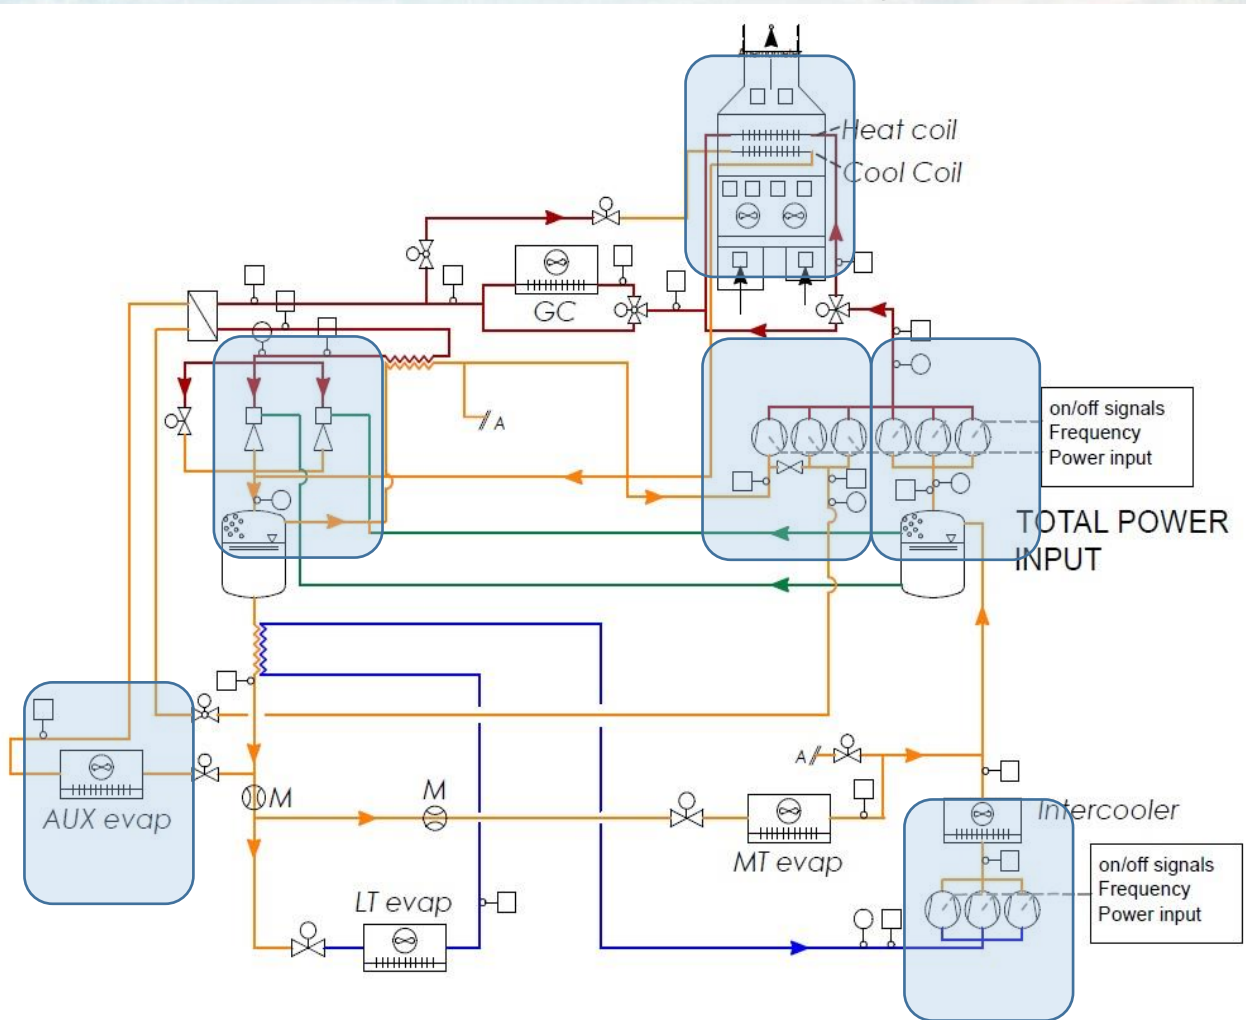 Heat coil
Cool Coil
GC
A
on/off signals
Frequency
Power input
TOTAL POWER
INPUT
A
M
M
AUX evap
MT evap
Intercooler
LT evap
on/off signals
Frequency
Power input